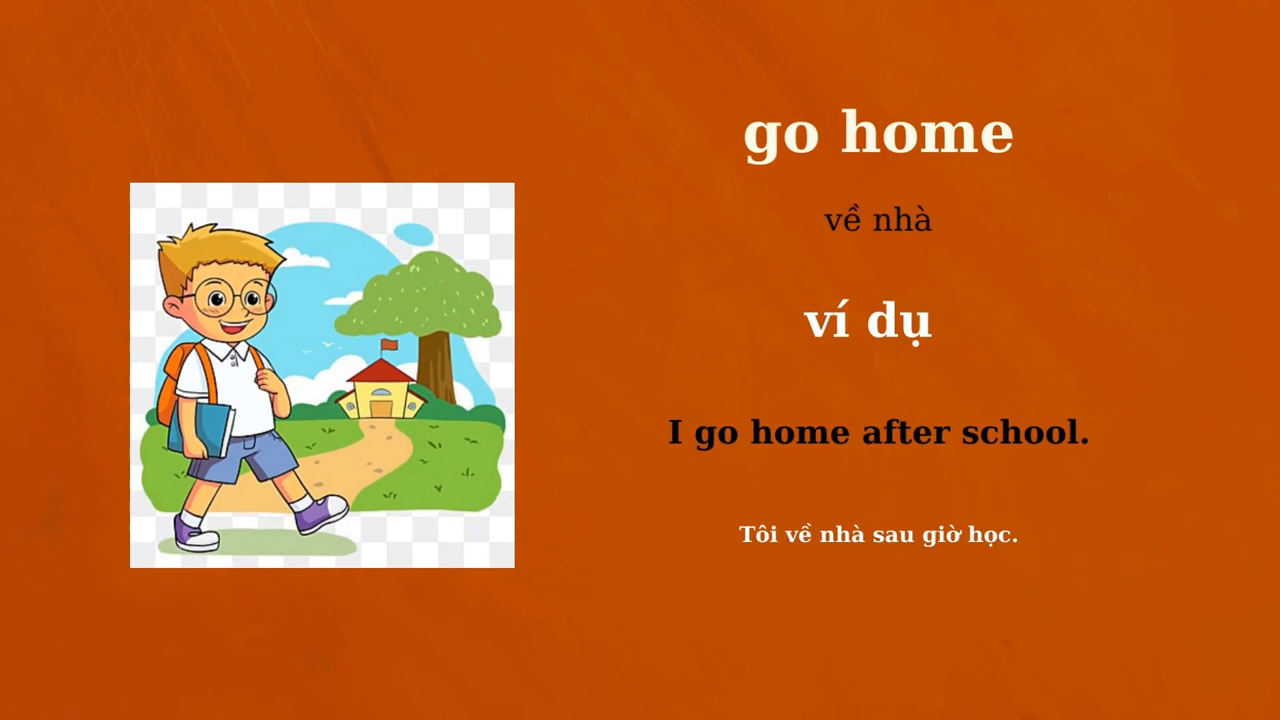 go home
về nhà
ví dụ
I go home after school.
Tôi về nhà sau giờ học.